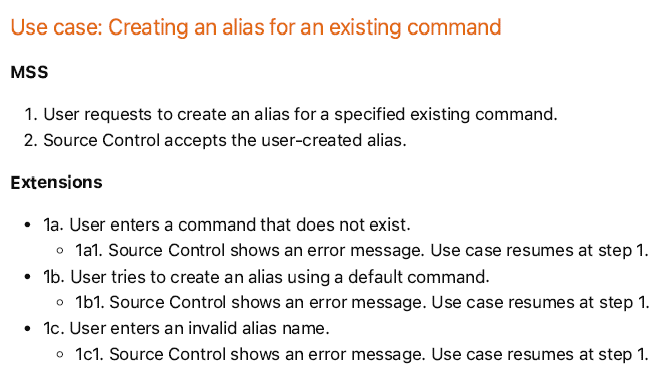 Use case: Creating an alias for an existing command
MSS
1. User requests to create an alias for a specified existing command.
2. Source Control accepts the user-created alias.
Extensions
• 1a. User enters a command that does not exist.
◦ 1a1. Source Control shows an error message. Use case resumes at step 1.
• 1b. User tries to create an alias using a default command.
◦ 1b1. Source Control shows an error message. Use case resumes at step 1.
• 1c. User enters an invalid alias name.
◦ 1c1. Source Control shows an error message. Use case resumes at step 1.